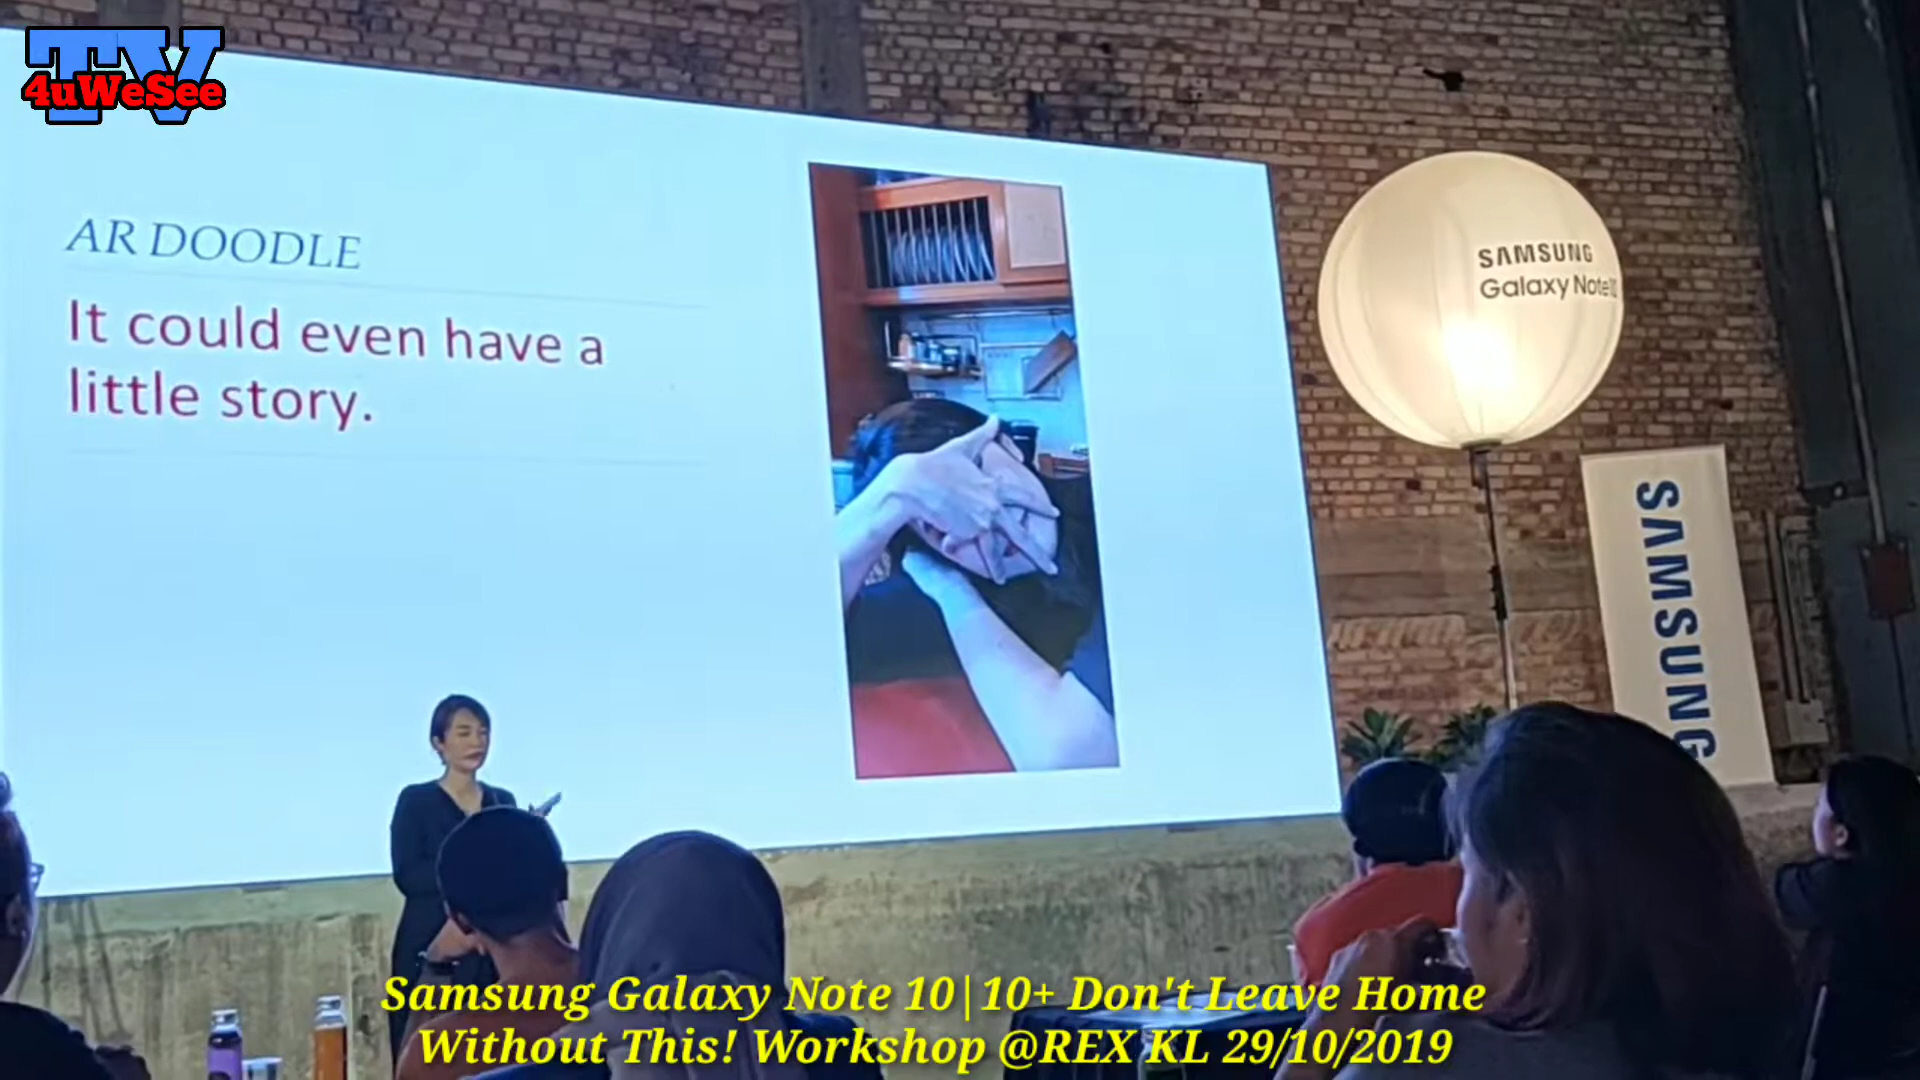 TV
4uWeSee
AR DOODLE
It could even have a
little story.
SAMSUNG
Galaxy Note10
SAMSUNG
Samsung Galaxy Note 10|10+ Don't Leave Home
Without This! Workshop @REX KL 29/10/2019